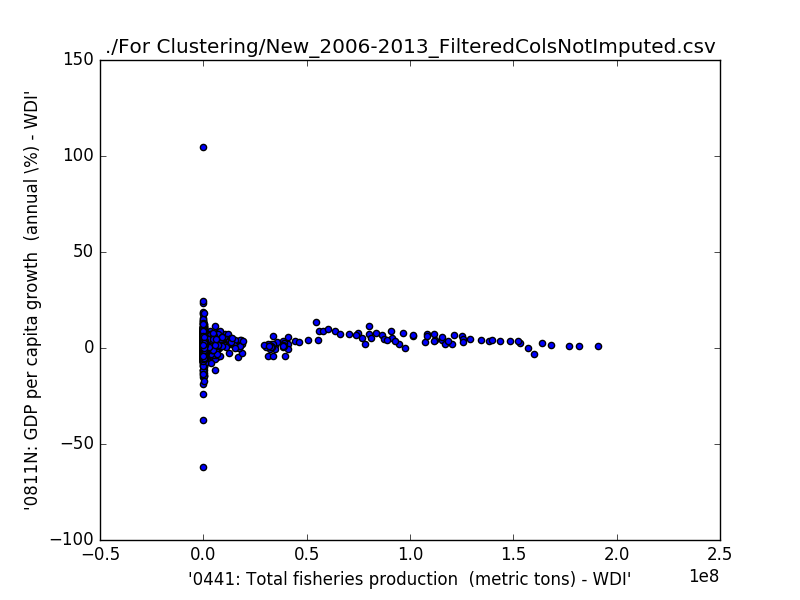 ./For Clustering/New_2006-2013_FilteredColsNotImputed.csv
150
100
50
0
−50
−100
'0811N: GDP per capita growth  (annual \%) - WDI'
−0.5 0.0 0.5 1.0 1.5 2.0 2.5
1e8
'0441: Total fisheries production  (metric tons) - WDI'